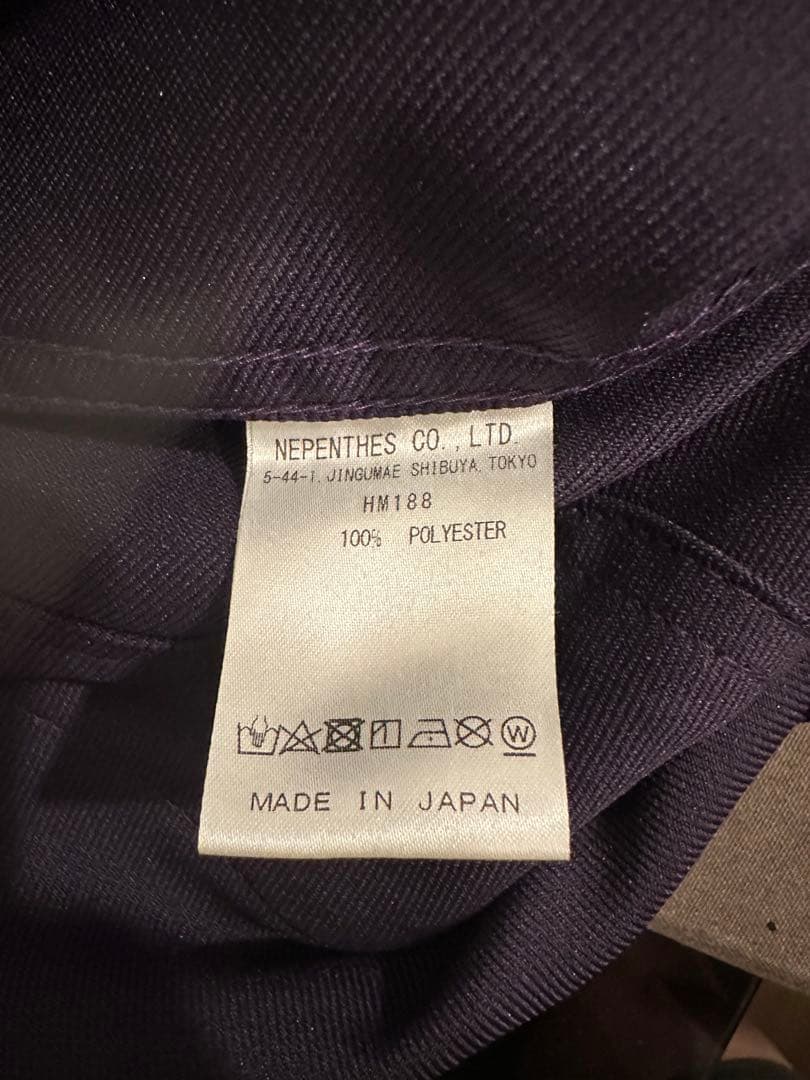 NEPENTHES CO.,LTD.
5-44-1, JINGUMAE SHIBUYA, TOKYO
HM188
100% POLYESTER
W
MADE IN JAPAN